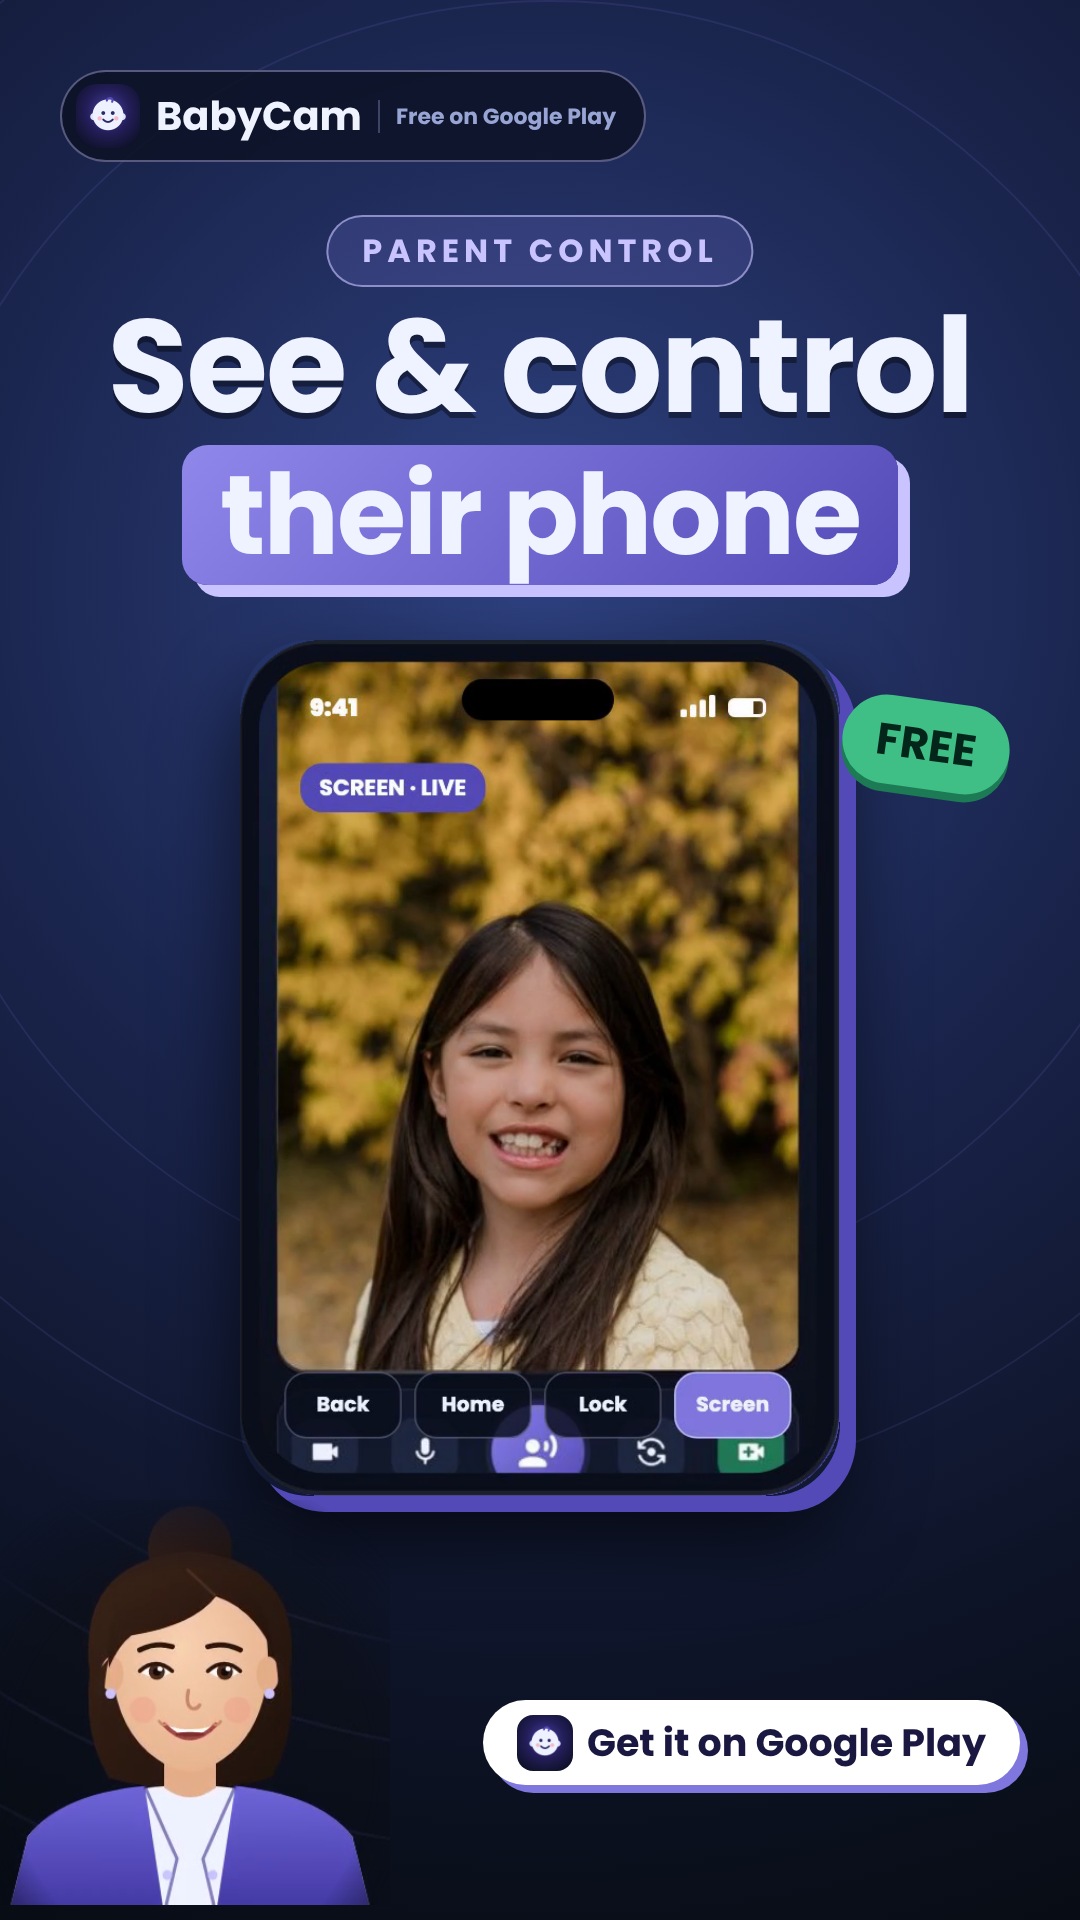 BabyCam | Free on Google Play
PARENT CONTROL
See & control
their phone
9:41
FREE
SCREEN · LIVE
Back Home Lock Screen
Get it on Google Play